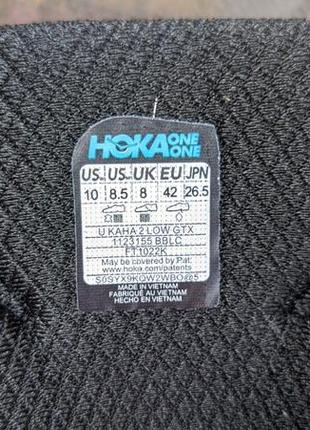 HOKA ONE ONE
US US UK EU JPN
10 8.5 8 42 26.5
U KAHA 2 LOW GTX
1123155 BBLC
FT1022K
May be covered by Pat:
www.hoka.com/patents
MADE IN VIETNAM
FABRIQUÉ AU VIETNAM
HECHO EN VIETNAM